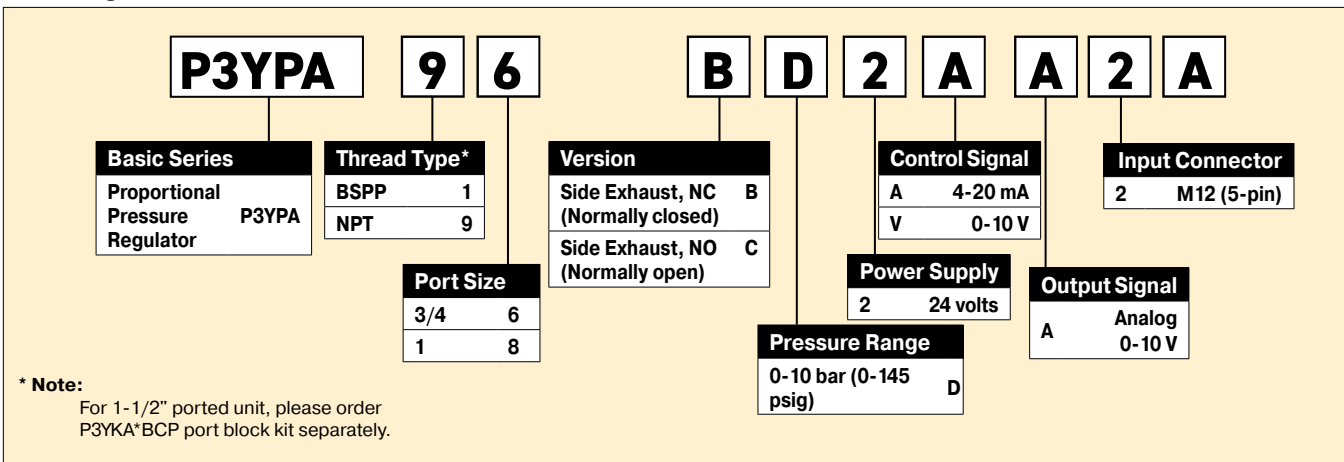 P3YPA 9 6 B D 2 A A 2 A
Basic Series
Proportional
Pressure P3YPA
Regulator
Thread Type*
BSPP 1
NPT 9
Port Size
3/4 6
1 8
Version
Side Exhaust, NC B
(Normally closed)
Side Exhaust, NO C
(Normally open)
Pressure Range
0-10 bar (0-145 D
psig)
Power Supply
2 24 volts
Control Signal
A 4-20 mA
V 0-10 V
Output Signal
A Analog
0-10 V
Input Connector
2 M12 (5-pin)
* Note:
For 1-1/2" ported unit, please order
P3YKA*BCP port block kit separately.